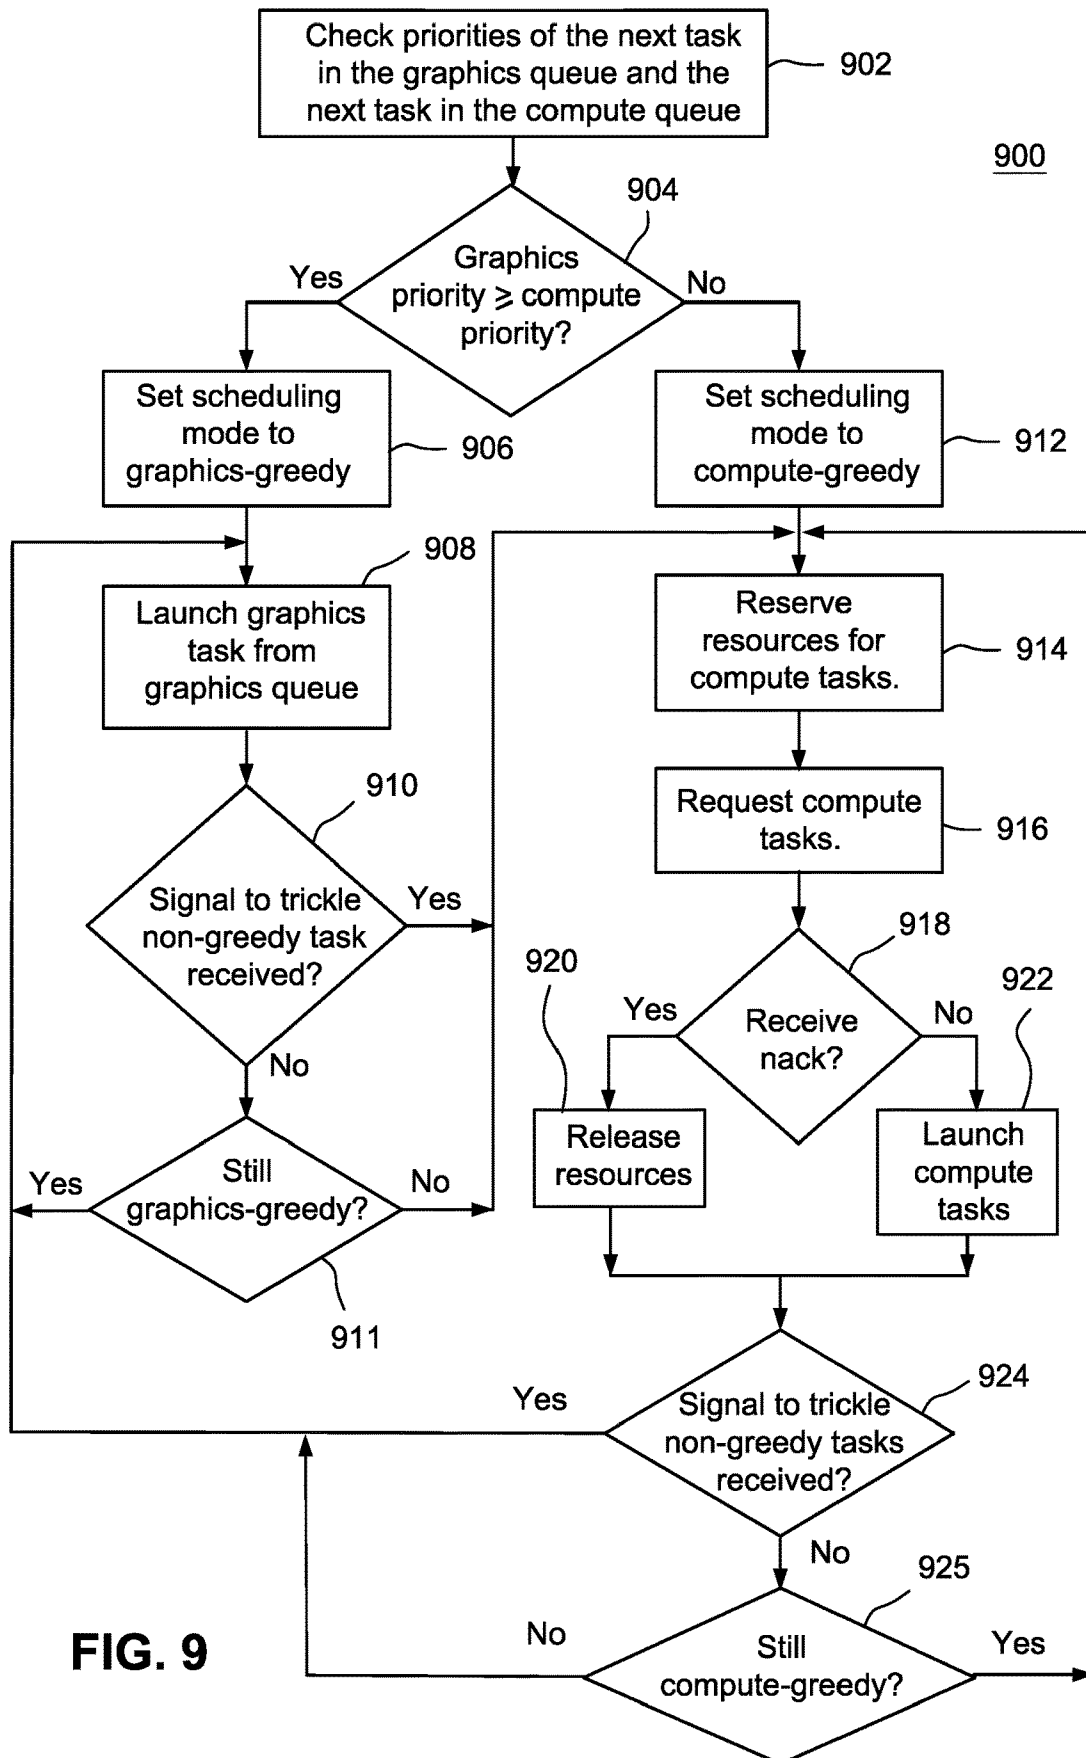 Check priorities of the next task
in the graphics queue and the
next task in the compute queue
902
900
904
Graphics
priority ⩾ compute
priority?
Yes
No
Set scheduling
mode to
graphics-greedy
906
Set scheduling
mode to
compute-greedy
912
908
Launch graphics
task from
graphics queue
Reserve
resources for
compute tasks.
914
910
Signal to trickle
non-greedy task
received?
Yes
No
Request compute
tasks.
916
918
Receive
nack?
Yes
No
920
Release
resources
922
Launch
compute
tasks
Still
graphics-greedy?
Yes
No
911
924
Signal to trickle
non-greedy tasks
received?
Yes
No
925
Still
compute-greedy?
No
Yes
FIG. 9